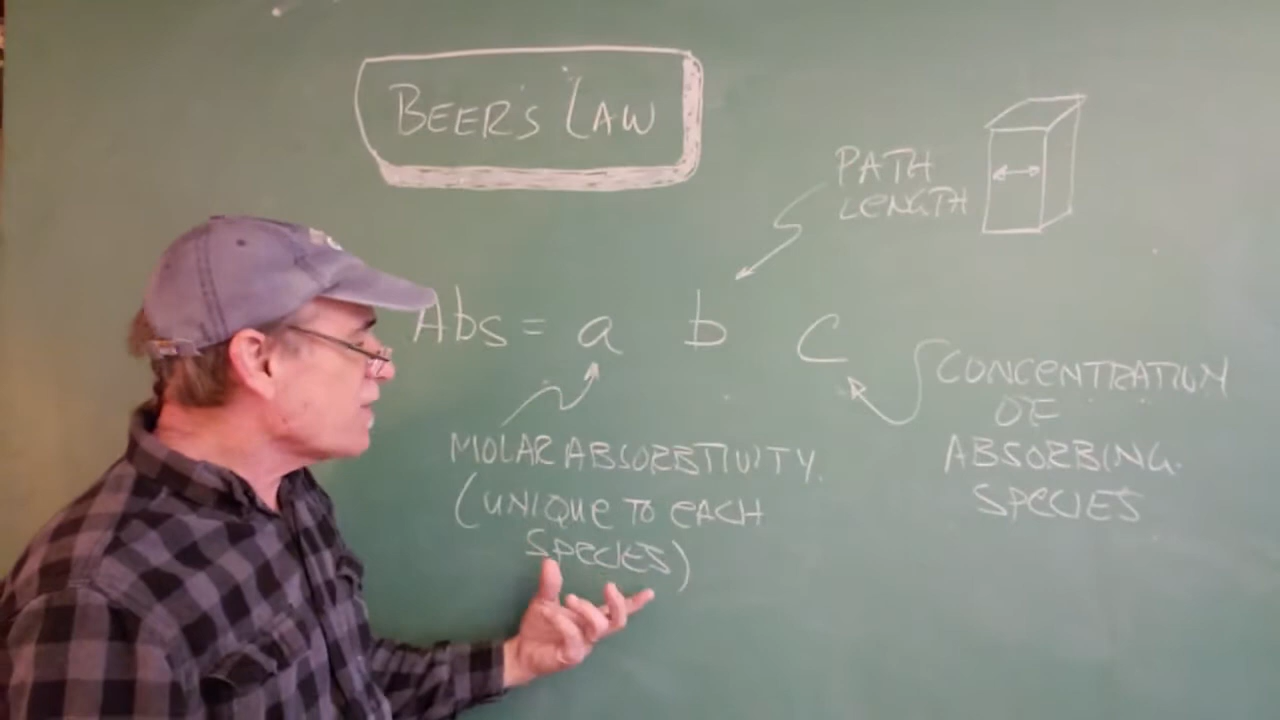 BEER'S LAW
PATH
LENGTH
Abs = a b c
CONCENTRATION
OF
ABSORBING
SPECIES
MOLAR ABSORBTIVITY.
(UNIQUE TO EACH
SPECIES)